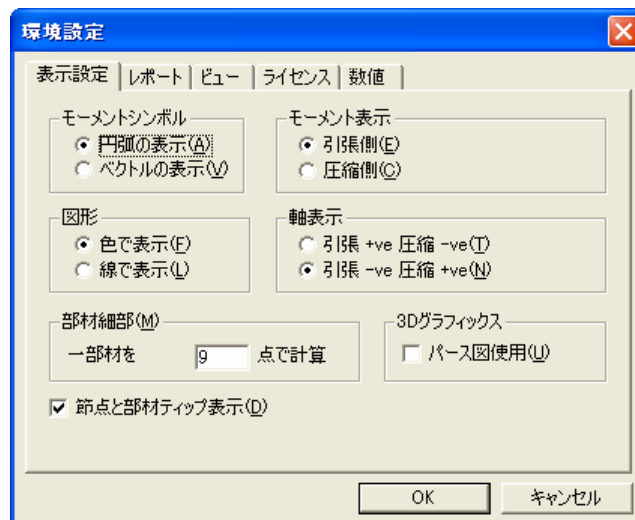 環境設定
表示設定 レポート ビュー ライセンス 数値
モーメントシンボル
円弧の表示(A)
ベクトルの表示(V)
モーメント表示
引張側(E)
圧縮側(C)
図形
色で表示(F)
線で表示(L)
軸表示
引張 +ve 圧縮 -ve(T)
引張 -ve 圧縮 +ve(N)
部材細部(M)
一部材を 9 点で計算
3Dグラフィックス
パース図使用(U)
節点と部材ティップ表示(D)
OK キャンセル